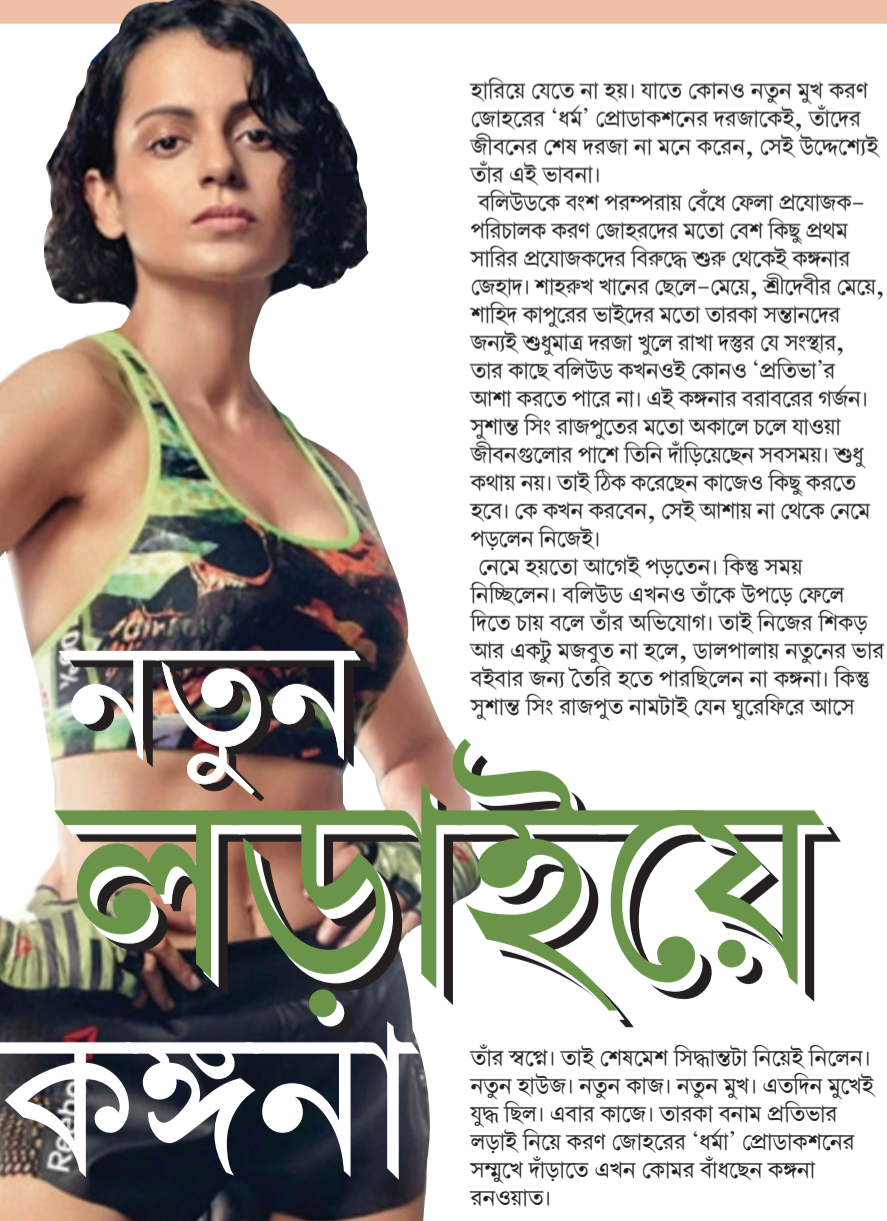 হারিয়ে যেতে না হয়। যাতে কোনও নতুন মুখ করণ
জোহরের ‘ধর্ম’ প্রোডাকশনের দরজাকেই, তাঁদের
জীবনের শেষ দরজা না মনে করেন, সেই উদ্দেশ্যেই
তাঁর এই ভাবনা।
বলিউডকে বংশ পরম্পরায় বেঁধে ফেলা প্রযোজক-
পরিচালক করণ জোহরদের মতো বেশ কিছু প্রথম
সারির প্রযোজকদের বিরুদ্ধে শুরু থেকেই কঙ্গনার
জেহাদ। শাহরুখ খানের ছেলে-মেয়ে, শ্রীদেবীর মেয়ে,
শাহিদ কাপুরের ভাইদের মতো তারকা সন্তানদের
জন্যই শুধুমাত্র দরজা খুলে রাখা দস্তুর যে সংস্থার,
তার কাছে বলিউড কখনওই কোনও ‘প্রতিভা’র
আশা করতে পারে না। এই কঙ্গনার বরাবরের গর্জন।
সুশান্ত সিং রাজপুতের মতো অকালে চলে যাওয়া
জীবনগুলোর পাশে তিনি দাঁড়িয়েছেন সবসময়। শুধু
কথায় নয়। তাই ঠিক করেছেন কাজেও কিছু করতে
হবে। কে কখন করবেন, সেই আশায় না থেকে নেমে
পড়লেন নিজেই।
নেমে হয়তো আগেই পড়তেন। কিন্তু সময়
নিচ্ছিলেন। বলিউড এখনও তাঁকে উপড়ে ফেলে
দিতে চায় বলে তাঁর অভিযোগ। তাই নিজের শিকড়
আর একটু মজবুত না হলে, ডালপালায় নতুনের ভার
বইবার জন্য তৈরি হতে পারছিলেন না কঙ্গনা। কিন্তু
সুশান্ত সিং রাজপুত নামটাই যেন ঘুরেফিরে আসে
নতুন
লড়াইয়ে
কঙ্গনা
Reebok
তাঁর স্বপ্নে। তাই শেষমেশ সিদ্ধান্তটা নিয়েই নিলেন।
নতুন হাউজ। নতুন কাজ। নতুন মুখ। এতদিন মুখেই
যুদ্ধ ছিল। এবার কাজে। তারকা বনাম প্রতিভার
লড়াই নিয়ে করণ জোহরের ‘ধর্মা’ প্রোডাকশনের
সম্মুখে দাঁড়াতে এখন কোমর বাঁধছেন কঙ্গনা
রনওয়াত।